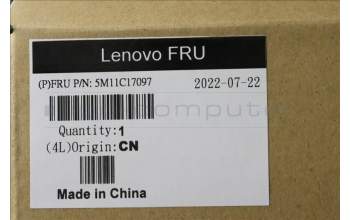 Lenovo FRU
(P)FRU P/N: 5M11C17097 2022-07-22
Quantity:1
(4L)Origin:CN
Made in China